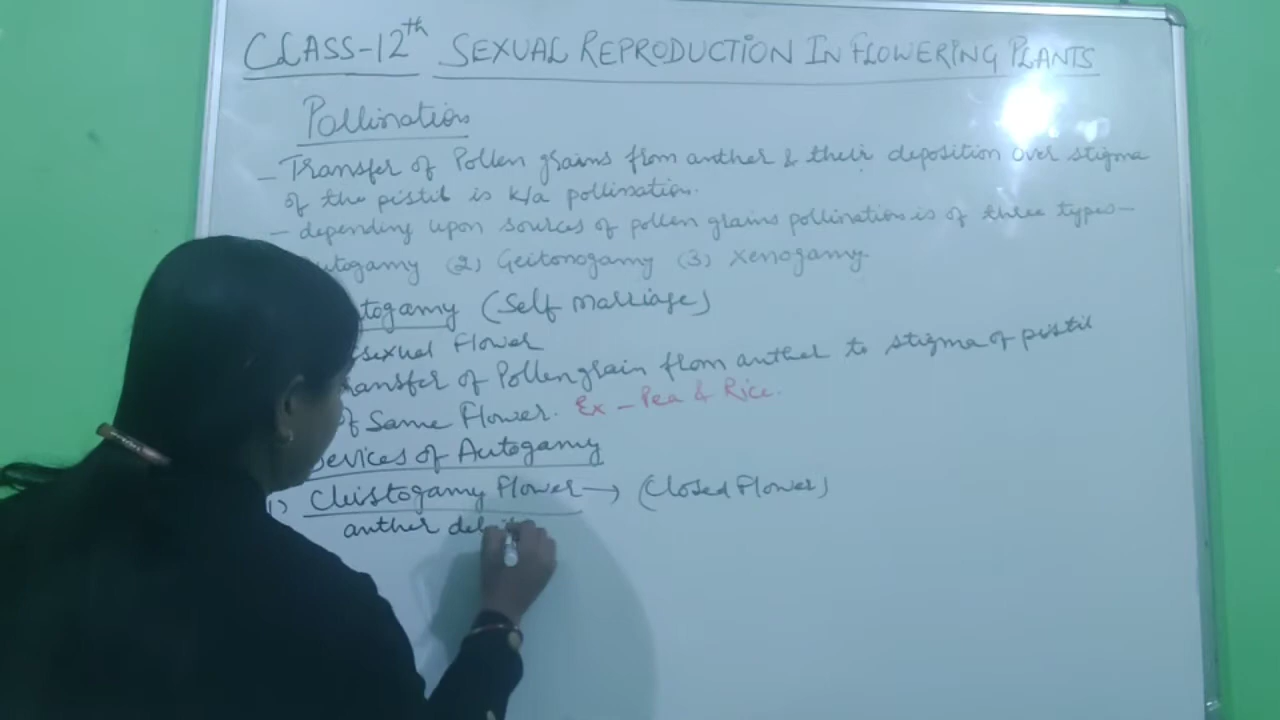 CLASS-12th SEXUAL REPRODUCTION IN FLOWERING PLANTS
Pollination
- Transfer of Pollen grains from anther & their deposition over stigma
of the pistil is k/a pollination.
- depending upon sources of pollen grains pollination is of three types-
utogamy (2) Geitonogamy (3) Xenogamy
togamy (Self Marriage)
sexual Flower
ransfer of Pollengrain from anther to stigma of pistil
of Same Flower. Ex - Pea & Rice.
Devices of Autogamy
1) Cleistogamy Flower → (Closed Flower)
anther